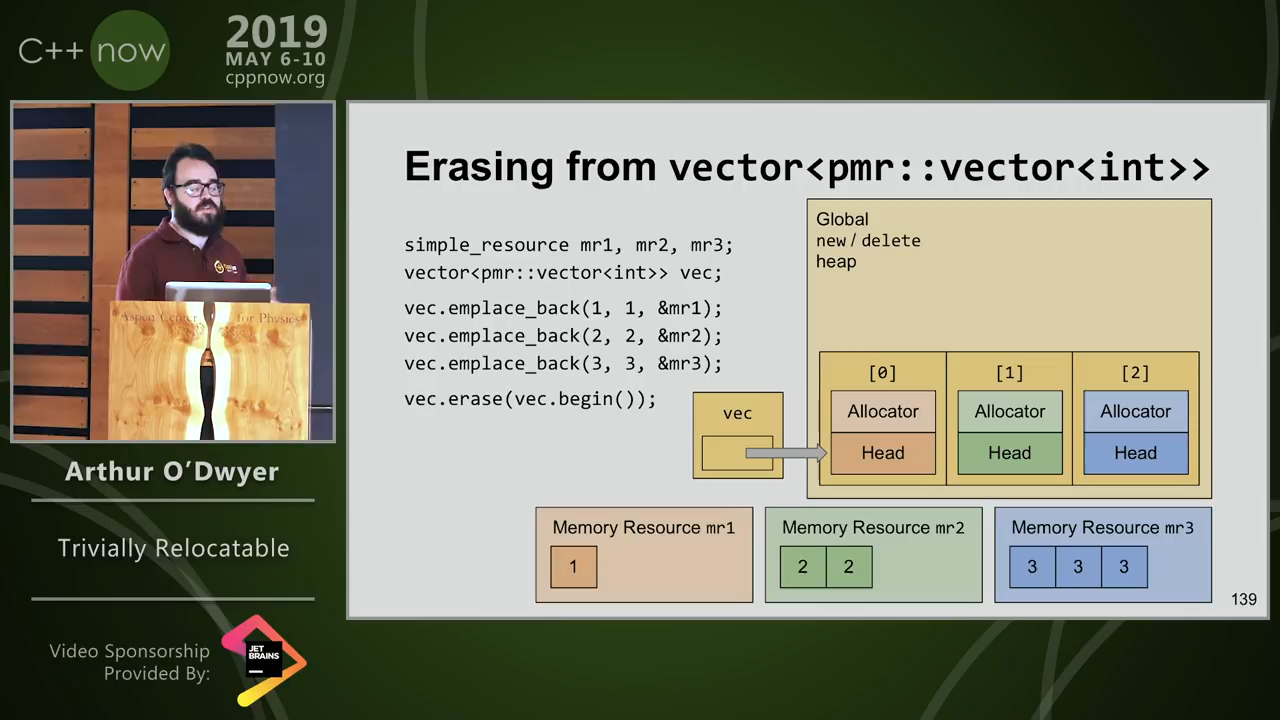 C++ now
2019
MAY 6-10
cppnow.org
Aspen Center for Physics
Arthur O’Dwyer
Trivially Relocatable
Video Sponsorship
Provided By:
JET
BRAINS
Erasing from vector<pmr::vector<int>>
simple_resource mr1, mr2, mr3;
vector<pmr::vector<int>> vec;
vec.emplace_back(1, 1, &mr1);
vec.emplace_back(2, 2, &mr2);
vec.emplace_back(3, 3, &mr3);
vec.erase(vec.begin());
vec
Global
new / delete
heap
[0] [1] [2]
Allocator Allocator Allocator
Head Head Head
Memory Resource mr1
1
Memory Resource mr2
2 2
Memory Resource mr3
3 3 3
139